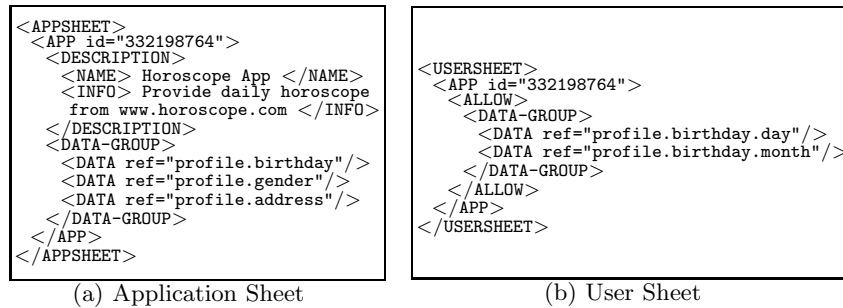 <APPSHEET>
<APP id="332198764">
<DESCRIPTION>
<NAME> Horoscope App </NAME>
<INFO> Provide daily horoscope
from www.horoscope.com </INFO>
</DESCRIPTION>
<DATA-GROUP>
<DATA ref="profile.birthday"/>
<DATA ref="profile.gender"/>
<DATA ref="profile.address"/>
</DATA-GROUP>
</APP>
</APPSHEET>
(a) Application Sheet
<USERSHEET>
<APP id="332198764">
<ALLOW>
<DATA-GROUP>
<DATA ref="profile.birthday.day"/>
<DATA ref="profile.birthday.month"/>
</DATA-GROUP>
</ALLOW>
</APP>
</USERSHEET>
(b) User Sheet